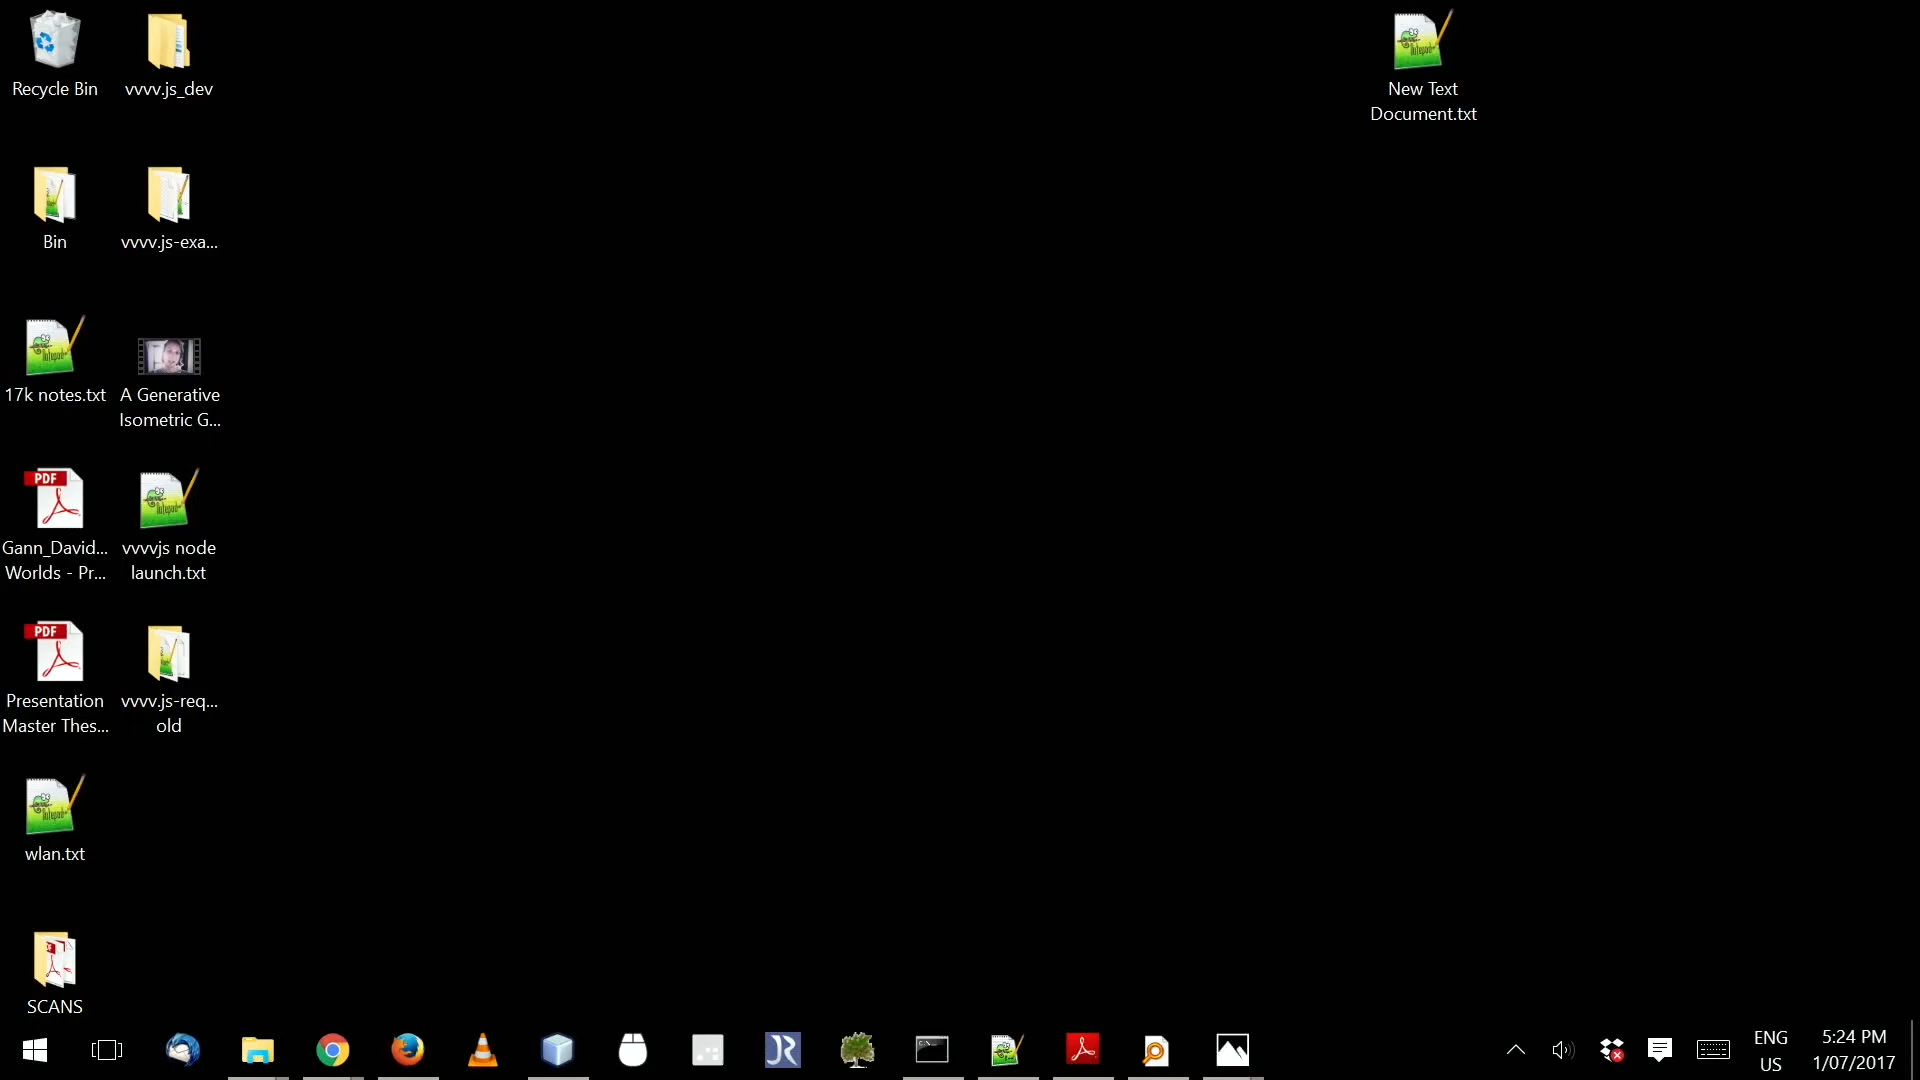 Recycle Bin
vvvv.js_dev
New Text
Document.txt
Bin
vvvv.js-exa...
17k notes.txt
A Generative
Isometric G...
PDF
Gann_David...
Worlds - Pr...
vvvvjs node
launch.txt
PDF
Presentation
Master Thes...
vvvv.js-req...
old
wlan.txt
SCANS
ENG
US
5:24 PM
1/07/2017